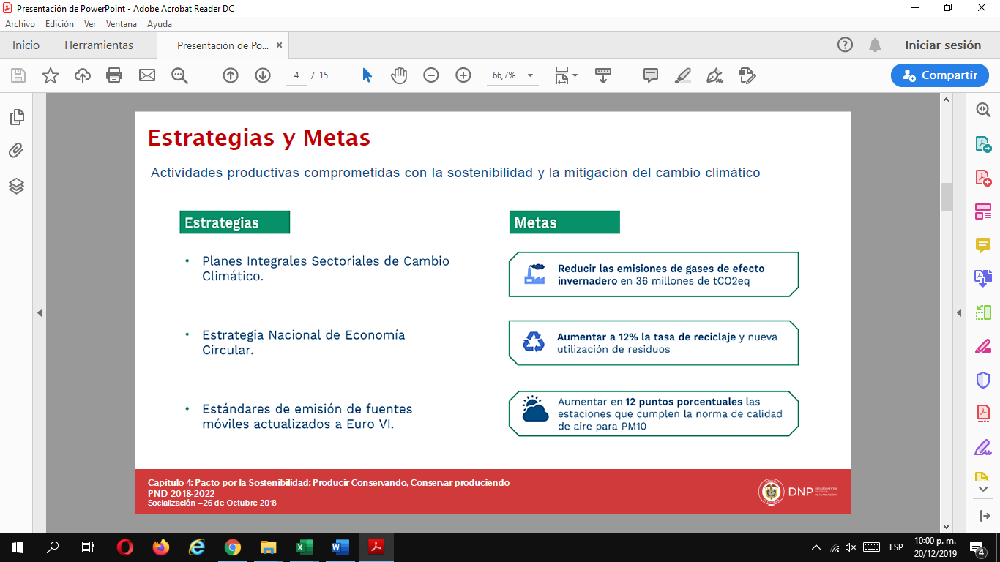 Presentación de PowerPoint - Adobe Acrobat Reader DC
Archivo Edición Ver Ventana Ayuda
Inicio Herramientas Presentación de Po... × Iniciar sesión
4 / 15 66,7% Compartir
Estrategias y Metas
Actividades productivas comprometidas con la sostenibilidad y la mitigación del cambio climático
Estrategias
• Planes Integrales Sectoriales de Cambio
Climático.
• Estrategia Nacional de Economía
Circular.
• Estándares de emisión de fuentes
móviles actualizados a Euro VI.
Metas
Reducir las emisiones de gases de efecto
invernadero en 36 millones de tCO2eq
Aumentar a 12% la tasa de reciclaje y nueva
utilización de residuos
Aumentar en 12 puntos porcentuales las
estaciones que cumplen la norma de calidad
de aire para PM10
Capítulo 4: Pacto por la Sostenibilidad: Producir Conservando, Conservar produciendo
PND 2018-2022
Socialización –26 de Octubre 2018
DNP
ESP
10:00 p. m.
20/12/2019
4